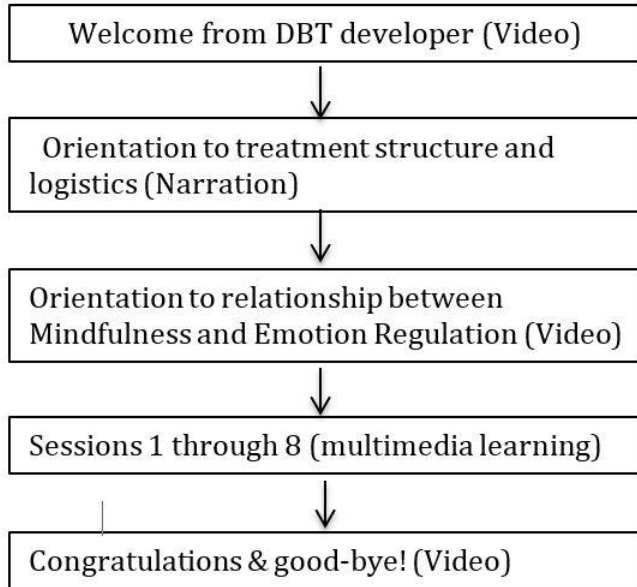 Welcome from DBT developer (Video)
Orientation to treatment structure and
logistics (Narration)
Orientation to relationship between
Mindfulness and Emotion Regulation (Video)
Sessions 1 through 8 (multimedia learning)
Congratulations & good-bye! (Video)